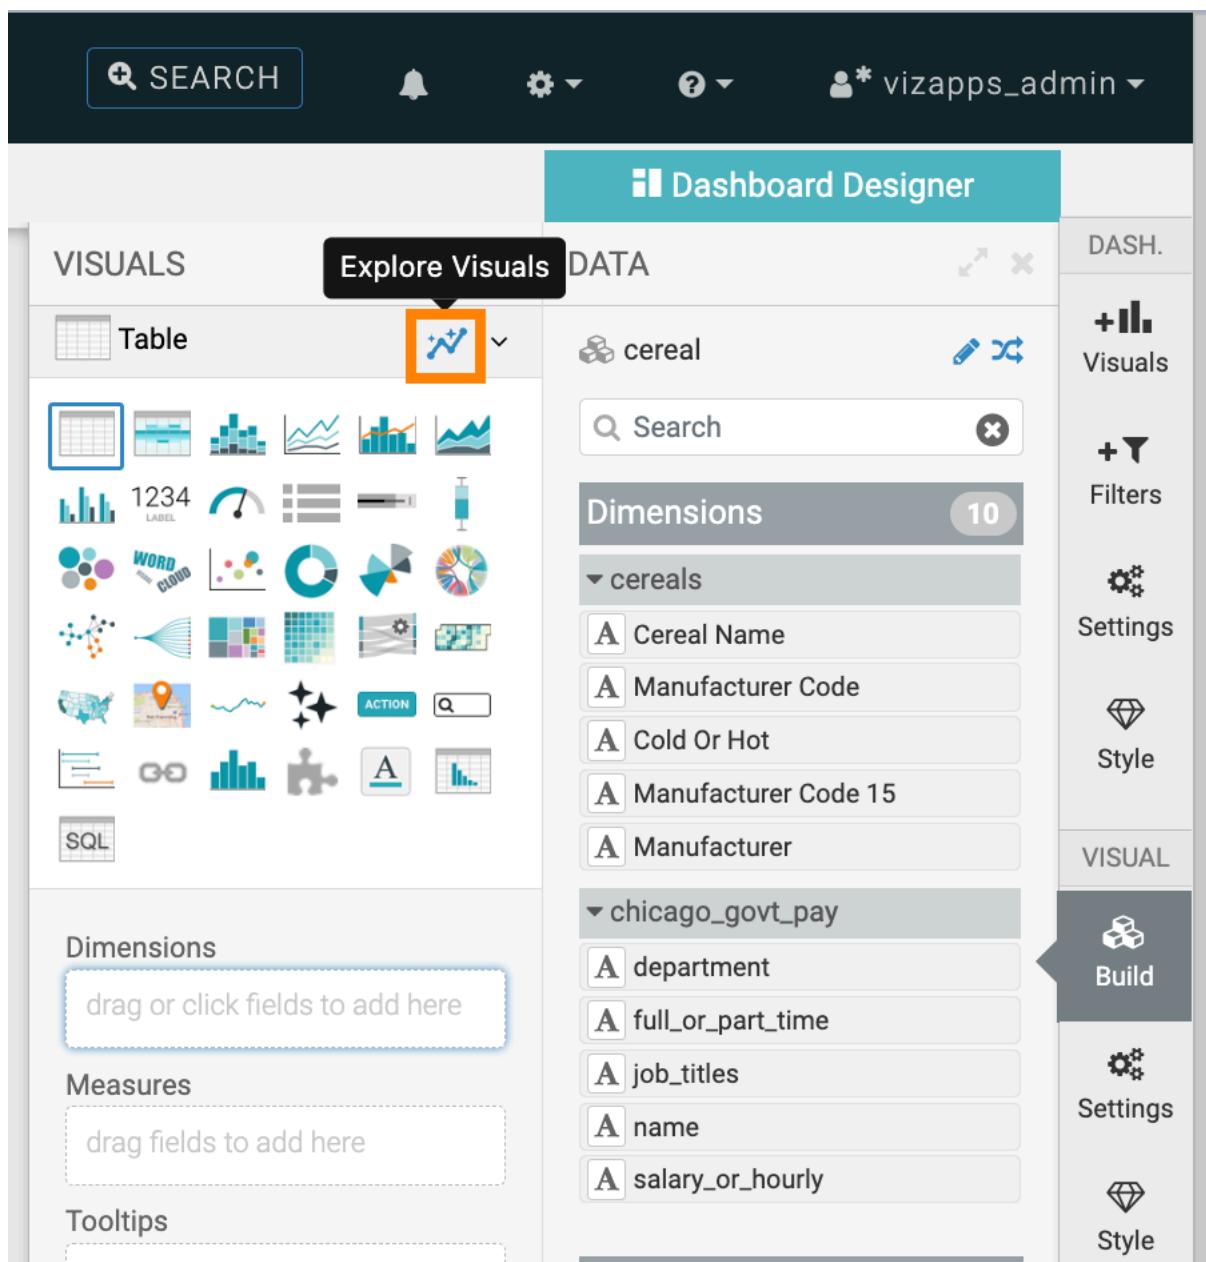 SEARCH
vizapps_admin
Dashboard Designer
VISUALS
Explore Visuals
Table
1234
LABEL
WORD
CLOUD
ACTION
A
SQL
Dimensions
drag or click fields to add here
Measures
drag fields to add here
Tooltips
DATA
cereal
Search
Dimensions 10
cereals
A Cereal Name
A Manufacturer Code
A Cold Or Hot
A Manufacturer Code 15
A Manufacturer
chicago_govt_pay
A department
A full_or_part_time
A job_titles
A name
A salary_or_hourly
DASH.
Visuals
Filters
Settings
Style
VISUAL
Build
Settings
Style